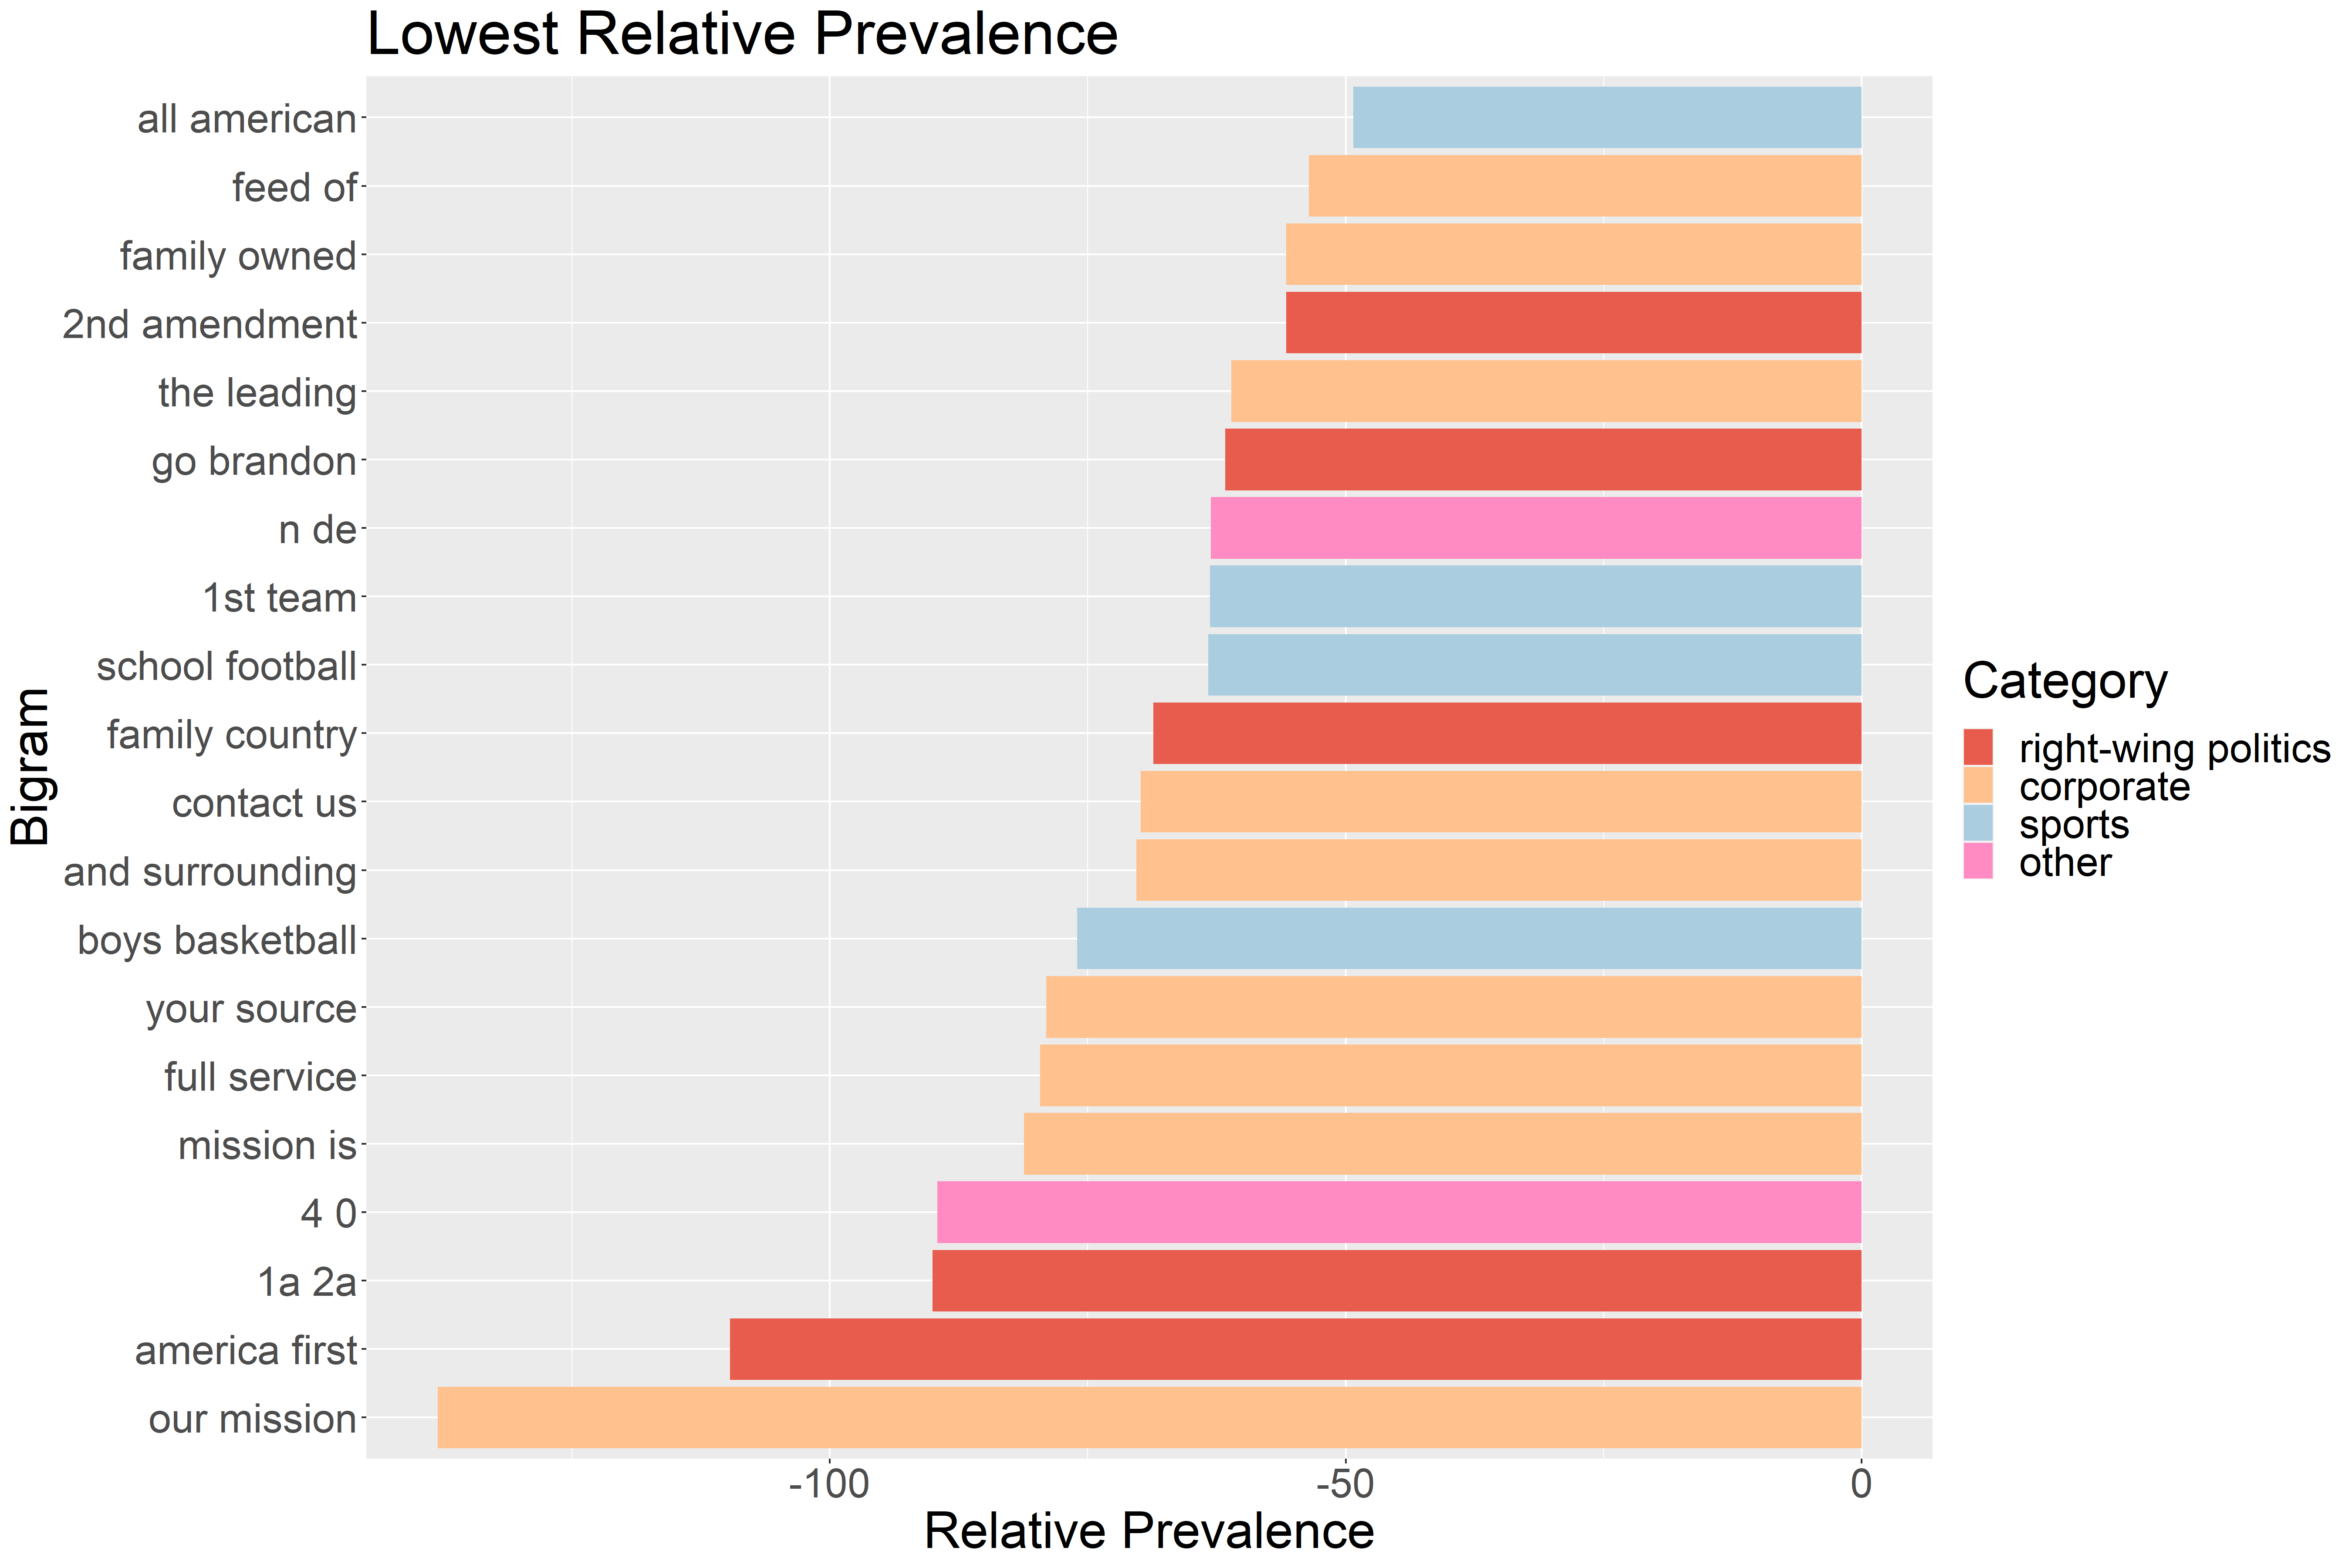 Lowest Relative Prevalence
all american
feed of
family owned
2nd amendment
the leading
go brandon
n de
1st team
school football
family country
contact us
and surrounding
boys basketball
your source
full service
mission is
4 0
1a 2a
america first
our mission
Bigram
-100
-50
0
Relative Prevalence
Category
right-wing politics
corporate
sports
other